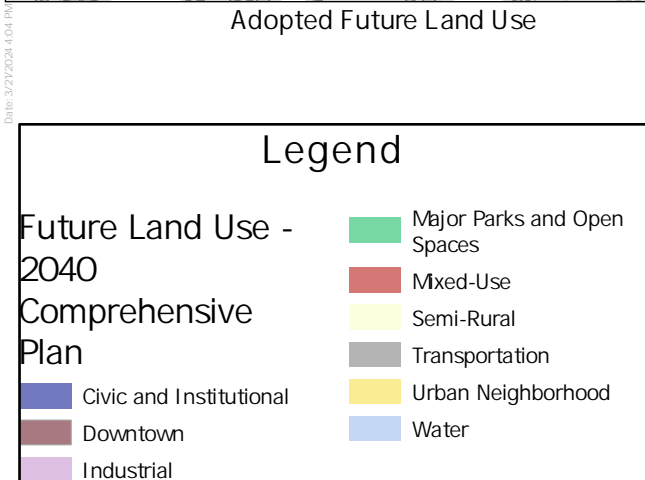 Adopted Future Land Use
Date: 3/21/2024 4:04 PM
Legend
Future Land Use -
2040
Comprehensive
Plan
Civic and Institutional
Downtown
Industrial
Major Parks and Open
Spaces
Mixed-Use
Semi-Rural
Transportation
Urban Neighborhood
Water